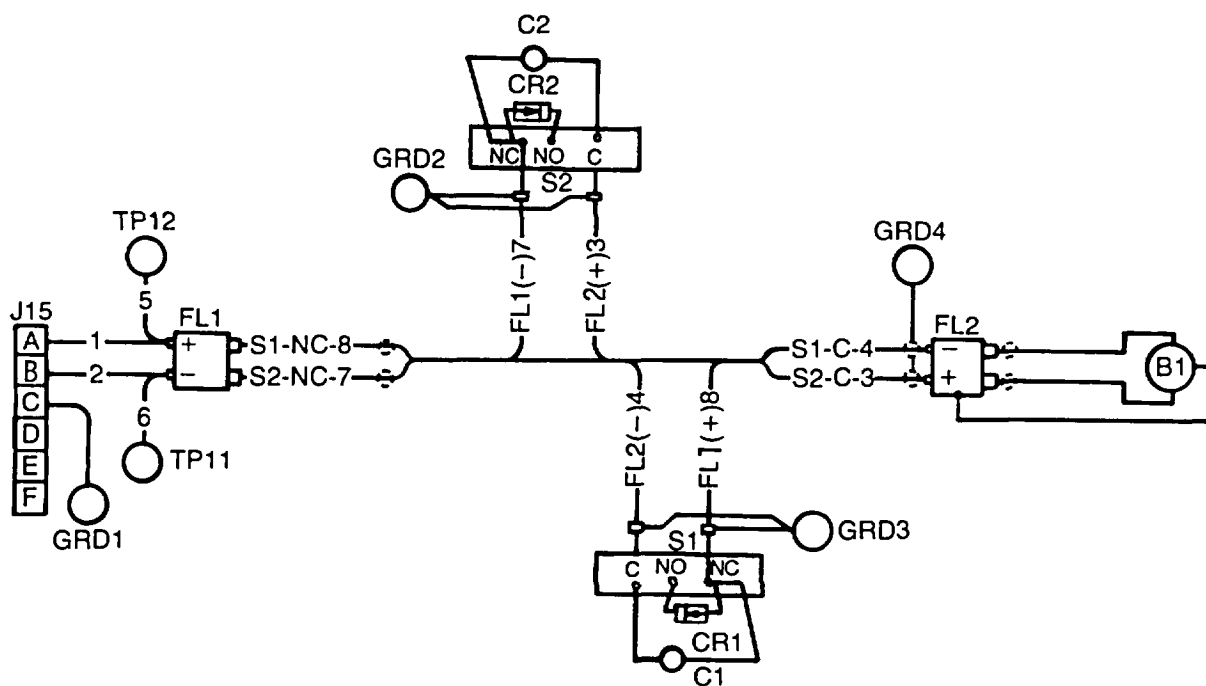 C2
CR2
NC NO C
S2
GRD2
TP12
GRD4
FL1(−)7
FL2(+)3
J15
5
FL1
FL2
A
1
+
S1-NC-8
S1-C-4
−
B
2
−
S2-NC-7
S2-C-3
+
B1
C
6
D
TP11
E
F
GRD1
FL2(−)4
FL1(+)8
GRD3
S1
C NO NC
CR1
C1